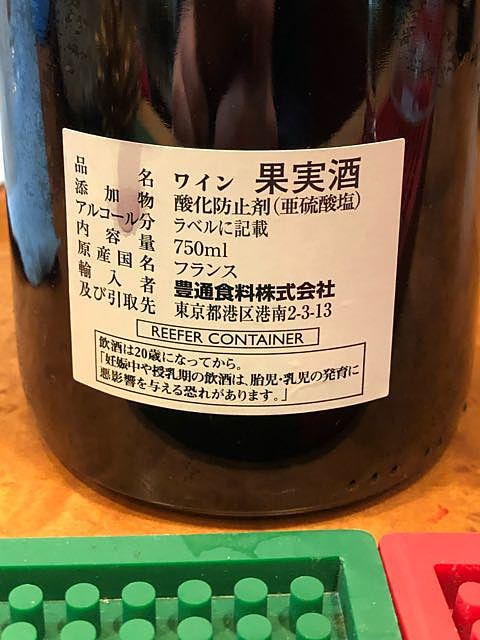 品名 ワイン 果実酒
添加物 酸化防止剤(亜硫酸塩)
アルコール分 ラベルに記載
内容量 750ml
原産国名 フランス
輸入者 豊通食料株式会社
及び引取先 東京都港区港南2-3-13
REEFER CONTAINER
飲酒は20歳になってから。
「妊娠中や授乳期の飲酒は、胎児・乳児の発育に
悪影響を与える恐れがあります。」